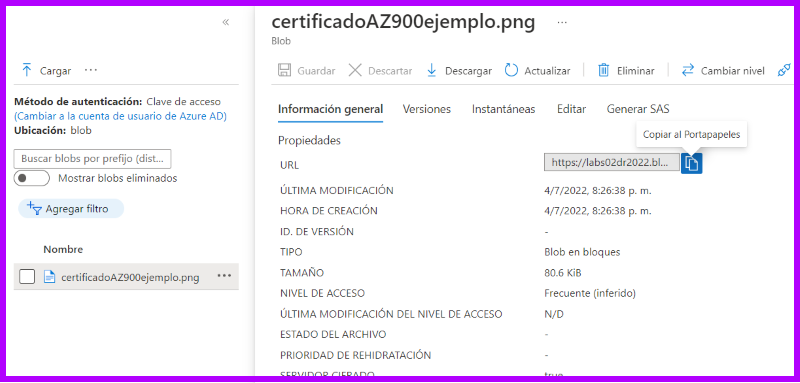 «
Cargar ...
Método de autenticación: Clave de acceso
(Cambiar a la cuenta de usuario de Azure AD)
Ubicación: blob
Buscar blobs por prefijo (dist...
Mostrar blobs eliminados
Agregar filtro
Nombre
certificadoAZ900ejemplo.png ...
certificadoAZ900ejemplo.png ...
Blob
Guardar Descartar Descargar Actualizar Eliminar Cambiar nivel
Información general Versiones Instantáneas Editar Generar SAS
Copiar al Portapapeles
Propiedades
URL https://labs02dr2022.bl...
ÚLTIMA MODIFICACIÓN 4/7/2022, 8:26:38 p. m.
HORA DE CREACIÓN 4/7/2022, 8:26:38 p. m.
ID. DE VERSIÓN -
TIPO Blob en bloques
TAMAÑO 80.6 KiB
NIVEL DE ACCESO Frecuente (inferido)
ÚLTIMA MODIFICACIÓN DEL NIVEL DE ACCESO N/D
ESTADO DEL ARCHIVO -
PRIORIDAD DE REHIDRATACIÓN -
SERVIDOR CIFRADO true